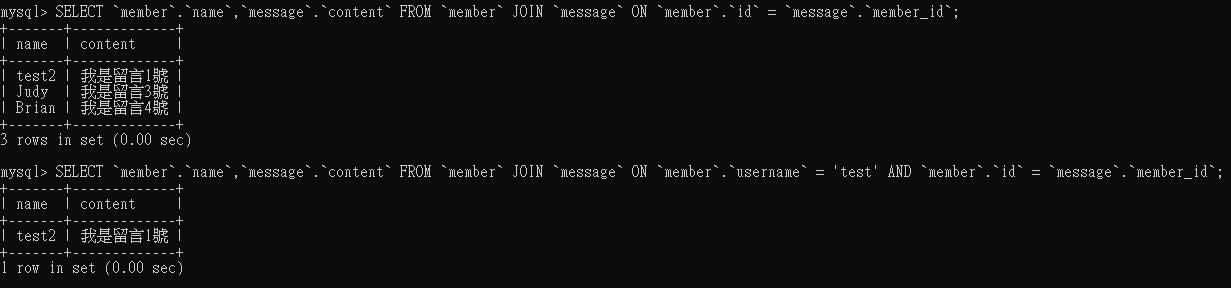 mysql> SELECT `member`.`name`,`message`.`content` FROM `member` JOIN `message` ON `member`.`id` = `message`.`member_id`;
+-------+-------------+
| name  | content     |
+-------+-------------+
| test2 | 我是留言1號 |
| Judy  | 我是留言3號 |
| Brian | 我是留言4號 |
+-------+-------------+
3 rows in set (0.00 sec)
mysql> SELECT `member`.`name`,`message`.`content` FROM `member` JOIN `message` ON `member`.`username` = 'test' AND `member`.`id` = `message`.`member_id`;
+-------+-------------+
| name  | content     |
+-------+-------------+
| test2 | 我是留言1號 |
+-------+-------------+
1 row in set (0.00 sec)